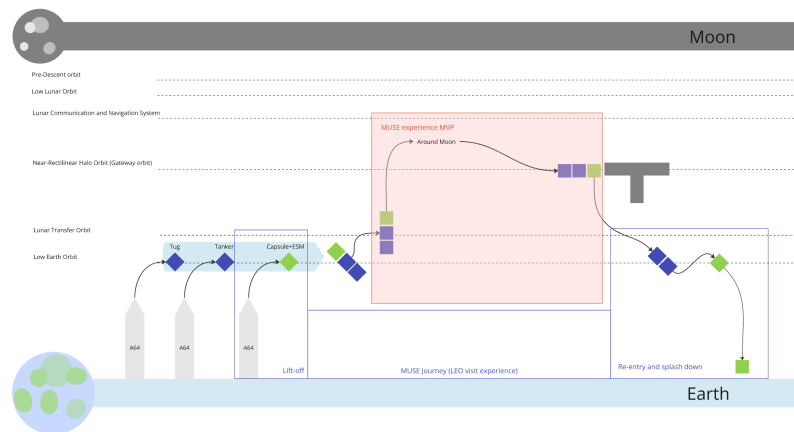 Moon
Pre-Descent orbit
Low Lunar Orbit
Lunar Communication and Navigation System
MUSE experience MVP
Around Moon
Near-Rectilinear Halo Orbit (Gateway orbit)
Lunar Transfer Orbit
Tug
Tanker
Capsule+ESM
Low Earth Orbit
A64
A64
A64
Lift-off
MUSE Journey (LEO visit experience)
Re-entry and splash down
Earth